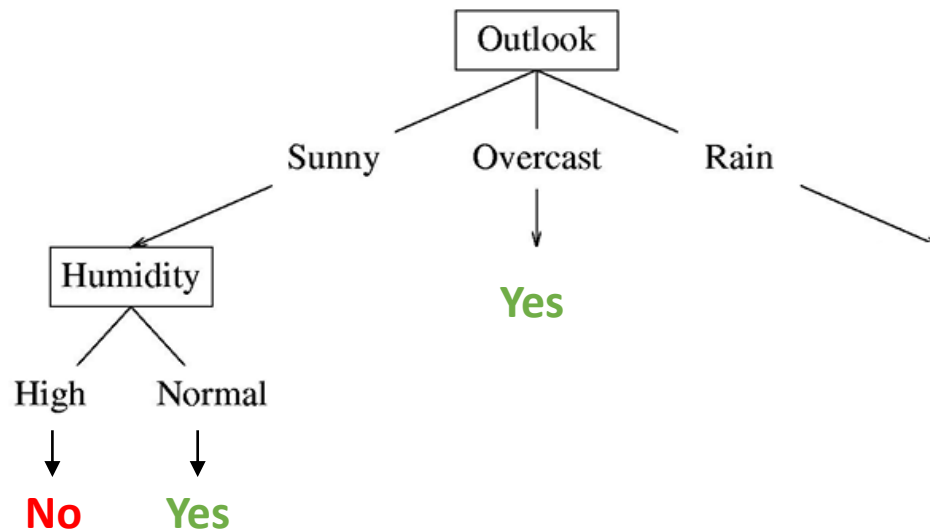 Outlook
Sunny Overcast Rain
Humidity
Yes
High Normal
No Yes